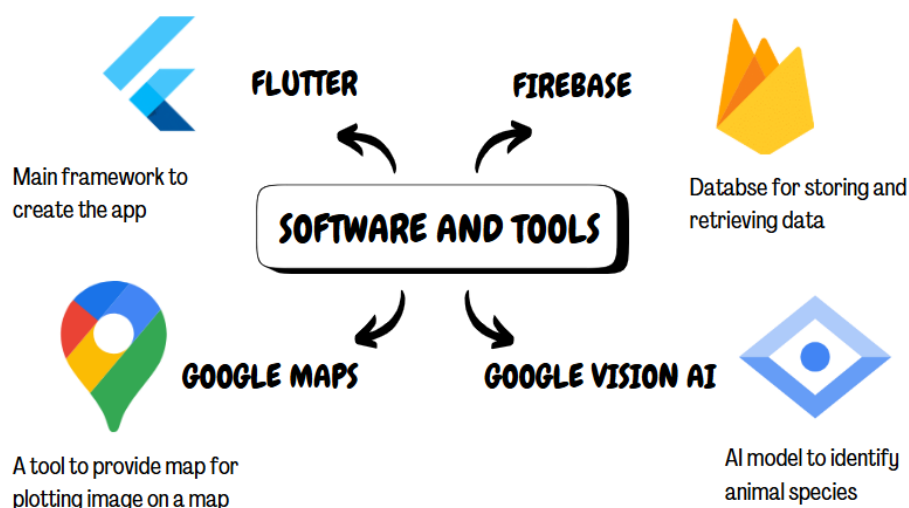 FLUTTER
FIREBASE
Main framework to
create the app
Databse for storing and
retrieving data
SOFTWARE AND TOOLS
GOOGLE MAPS
GOOGLE VISION AI
A tool to provide map for
plotting image on a map
AI model to identify
animal species